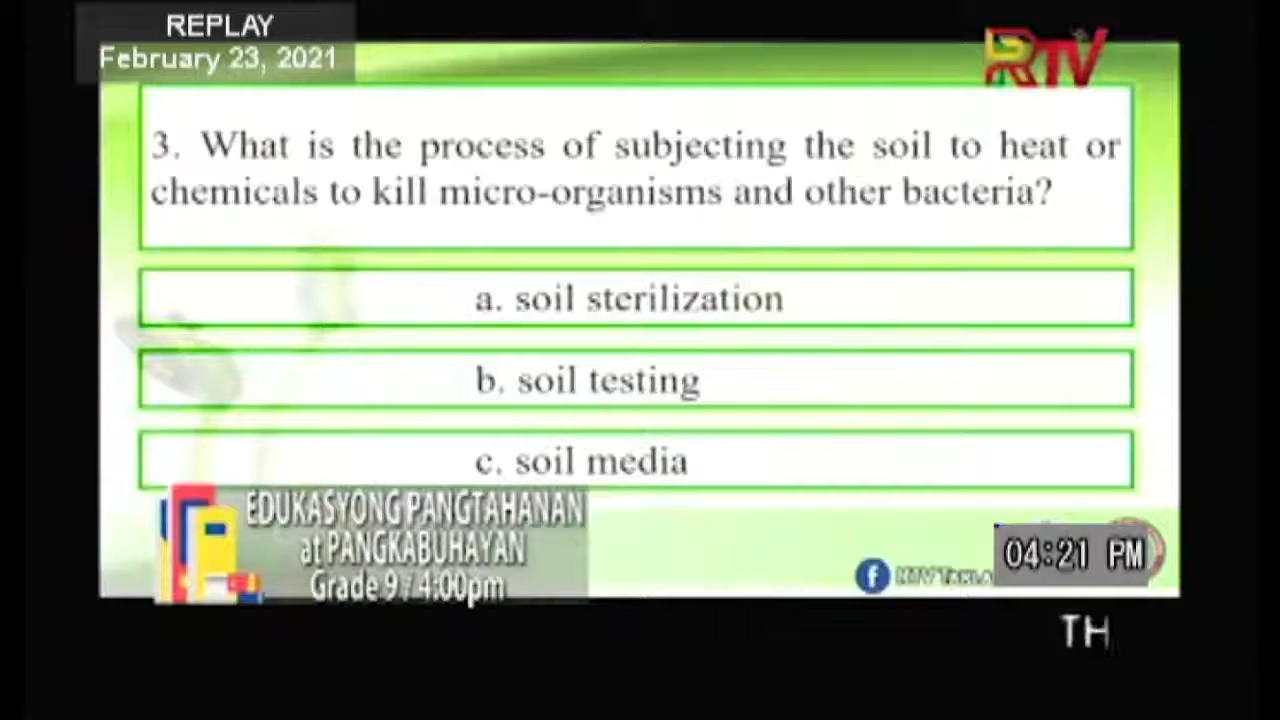 REPLAY
February 23, 2021
RTV
3. What is the process of subjecting the soil to heat or
chemicals to kill micro-organisms and other bacteria?
a. soil sterilization
b. soil testing
c. soil media
EDUKASYONG PANGTAHANAN
at PANGKABUHAYAN
Grade 9 / 4:00pm
04:21 PM
TH